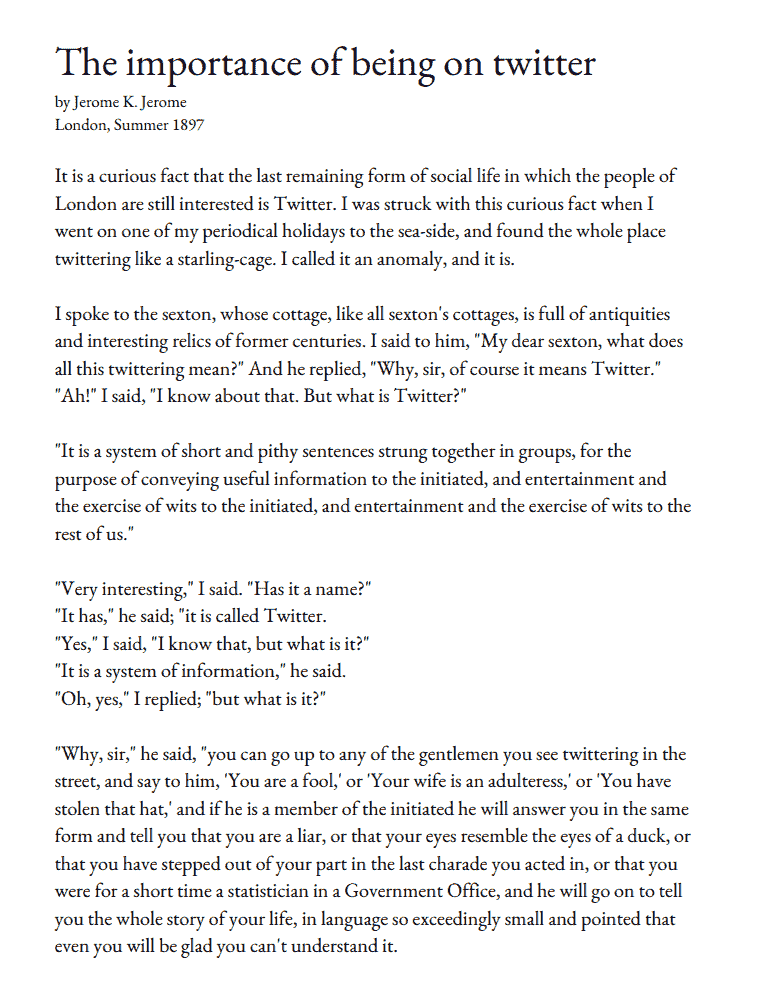 The importance of being on twitter
by Jerome K. Jerome
London, Summer 1897
It is a curious fact that the last remaining form of social life in which the people of
London are still interested is Twitter. I was struck with this curious fact when I
went on one of my periodical holidays to the sea-side, and found the whole place
twittering like a starling-cage. I called it an anomaly, and it is.
I spoke to the sexton, whose cottage, like all sexton's cottages, is full of antiquities
and interesting relics of former centuries. I said to him, "My dear sexton, what does
all this twittering mean?" And he replied, "Why, sir, of course it means Twitter."
"Ah!" I said, "I know about that. But what is Twitter?"
"It is a system of short and pithy sentences strung together in groups, for the
purpose of conveying useful information to the initiated, and entertainment and
the exercise of wits to the initiated, and entertainment and the exercise of wits to the
rest of us."
"Very interesting," I said. "Has it a name?"
"It has," he said; "it is called Twitter.
"Yes," I said, "I know that, but what is it?"
"It is a system of information," he said.
"Oh, yes," I replied; "but what is it?"
"Why, sir," he said, "you can go up to any of the gentlemen you see twittering in the
street, and say to him, 'You are a fool,' or 'Your wife is an adulteress,' or 'You have
stolen that hat,' and if he is a member of the initiated he will answer you in the same
form and tell you that you are a liar, or that your eyes resemble the eyes of a duck, or
that you have stepped out of your part in the last charade you acted in, or that you
were for a short time a statistician in a Government Office, and he will go on to tell
you the whole story of your life, in language so exceedingly small and pointed that
even you will be glad you can't understand it.